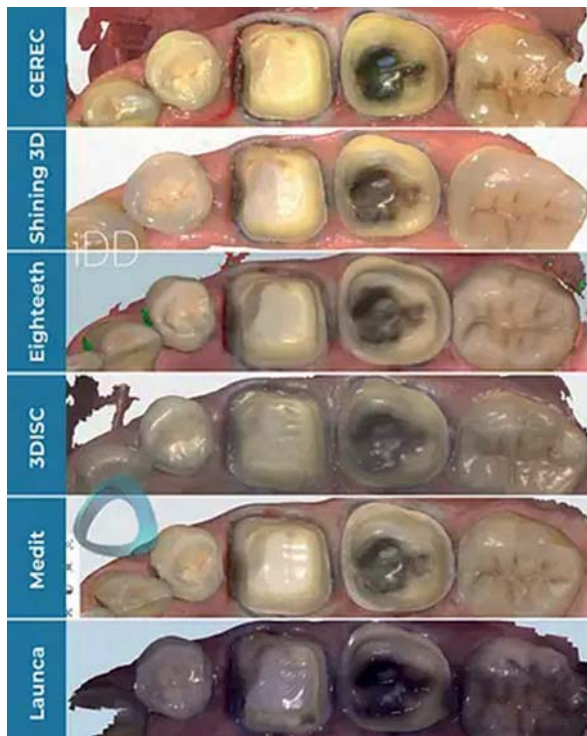 CEREC
Shining 3D
iDD
Eighteeth
3DISC
Medit
Launca